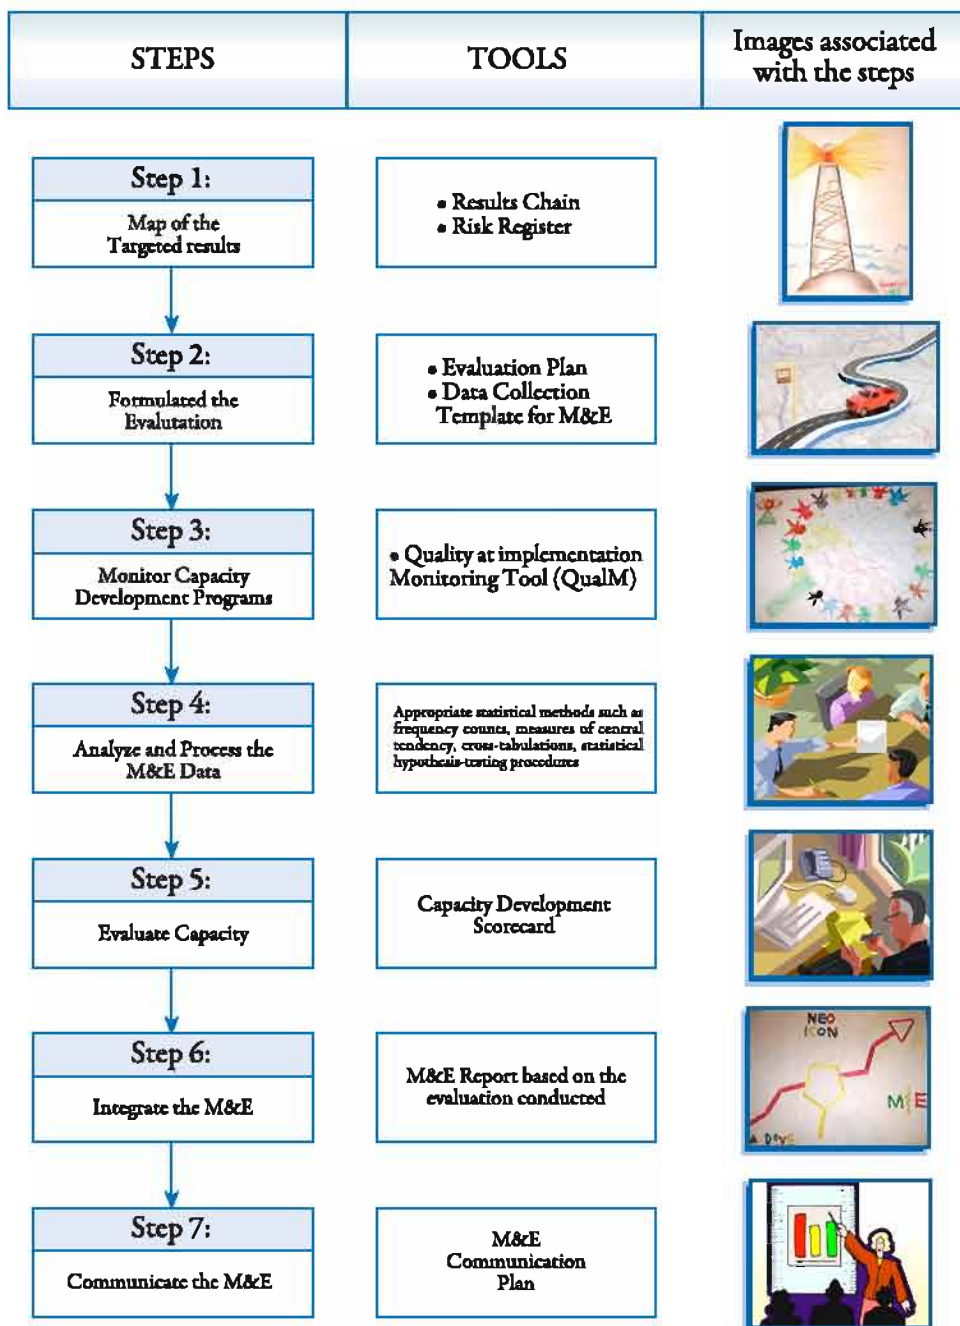 STEPS
TOOLS
Images associated
with the steps
Step 1:
Map of the
Targeted results
• Results Chain
• Risk Register
Step 2:
Formulated the
Evalutation
• Evaluation Plan
• Data Collection
Template for M&E
Step 3:
Monitor Capacity
Development Programs
• Quality at implementation
Monitoring Tool (QualM)
Step 4:
Analyze and Process the
M&E Data
Appropriate statistical methods such as
frequency counts, measures of central
tendency, cross-tabulations, statistical
hypothesis-testing procedures
Step 5:
Evaluate Capacity
Capacity Development
Scorecard
Step 6:
Integrate the M&E
M&E Report based on the
evaluation conducted
NEO
ICON
M&E
Step 7:
Communicate the M&E
M&E
Communication
Plan